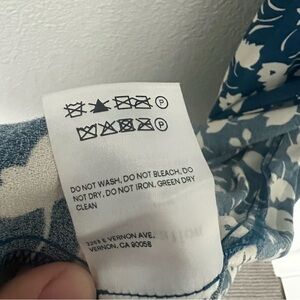 P
P
DO NOT WASH, DO NOT BLEACH, DO
NOT DRY, DO NOT IRON, GREEN DRY
CLEAN
E VERNON AVE,
VERNON, CA 90058